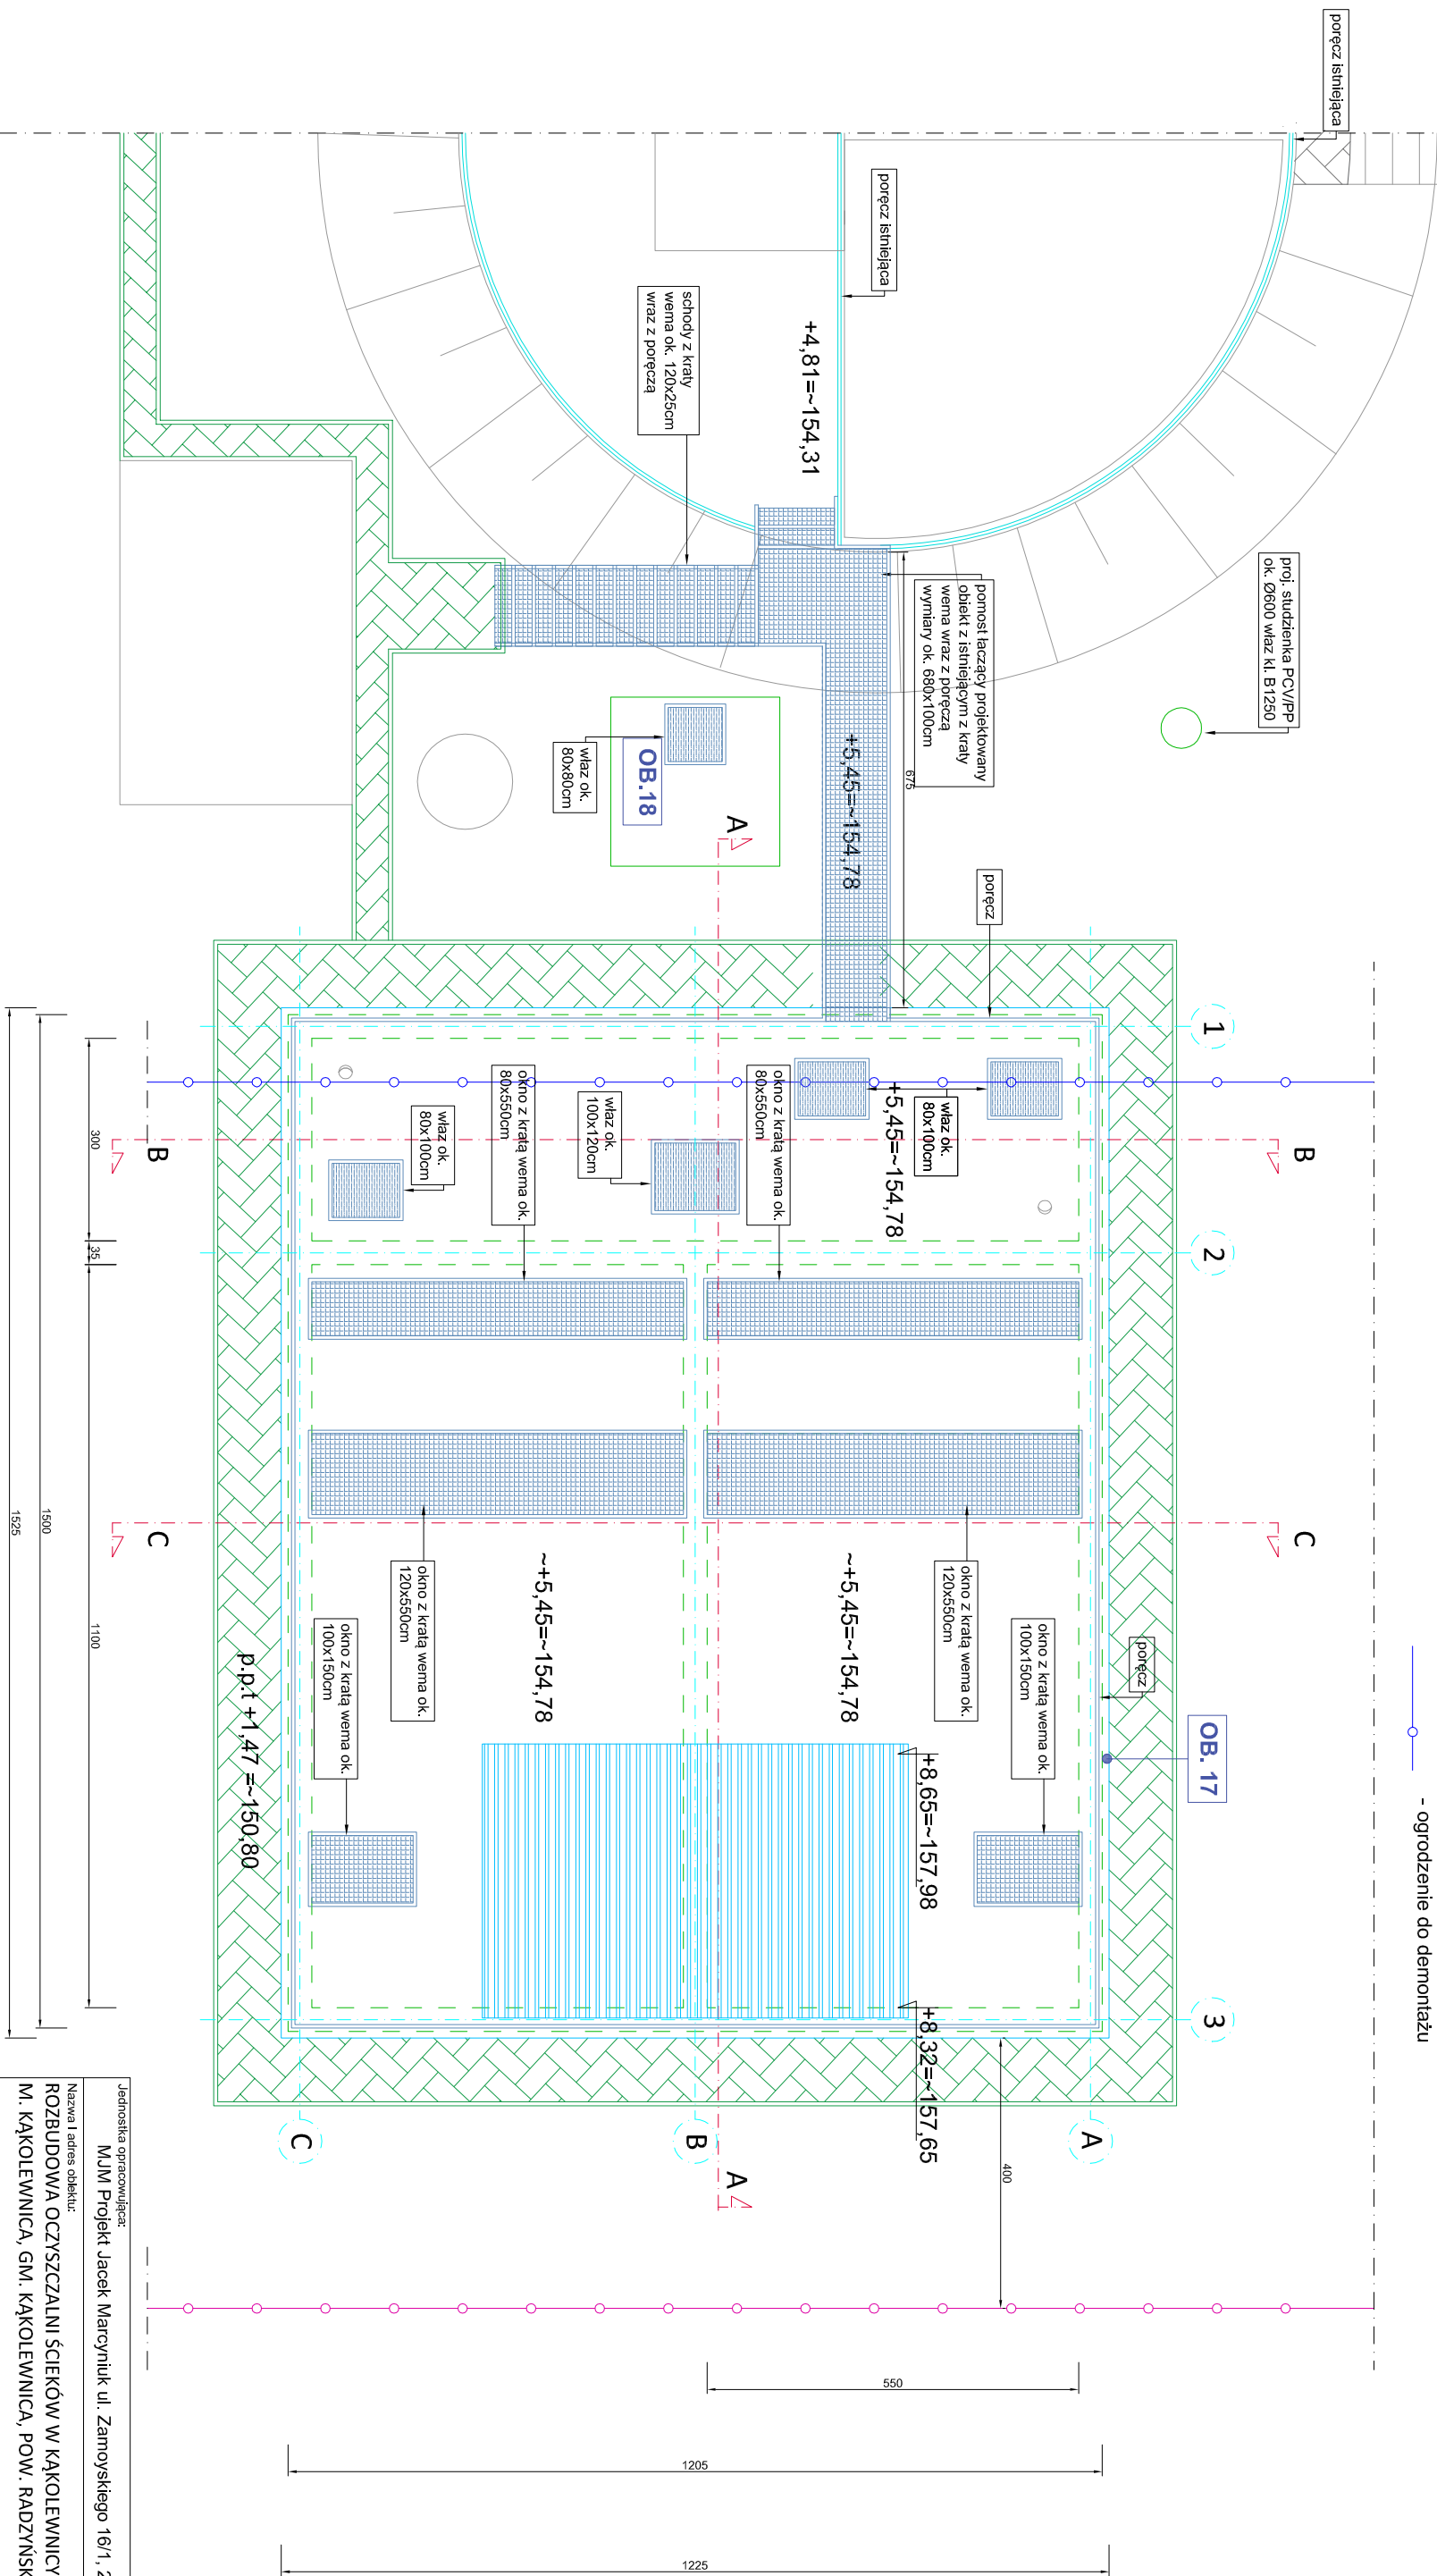 - ogrodzenie do demontażu
poręcz istniejąca
proj. studzienka PCV/PP
ok. Ø600 właz kl. B1250
poręcz istniejąca
+4,81=~154,31
schody z kraty
wema ok. 120x25cm
wraz z poręczą
pomost łaczący projektowany
obiekt z istniejącym z kraty
wema wraz z poręczą
wymiary ok. 680x100cm
675
+5,45=~154,78
OB.18
właz ok.
80x80cm
A
poręcz
1
2
3
B
B
C
C
właz ok.
80x100cm
+5,45=~154,78
okno z kratą wema ok.
80x550cm
właz ok.
100x120cm
okno z kratą wema ok.
80x550cm
właz ok.
80x100cm
poręcz
OB. 17
okno z kratą wema ok.
100x150cm
okno z kratą wema ok.
120x550cm
~+5,45=~154,78
~+5,45=~154,78
okno z kratą wema ok.
120x550cm
okno z kratą wema ok.
100x150cm
+8,65=~157,98
+8,32=~157,65
p.p.t +1,47 =~150,80
A
B
C
A
400
300
35
1100
1500
1525
550
1205
1225
Jednostka opracowująca:
MJM Projekt Jacek Marcyniuk ul. Zamoyskiego 16/1, 2
Nazwa i adres obiektu:
ROZBUDOWA OCZYSZCZALNI ŚCIEKÓW W KĄKOLEWNICY
M. KĄKOLEWNICA, GM. KĄKOLEWNICA, POW. RADZYŃSK